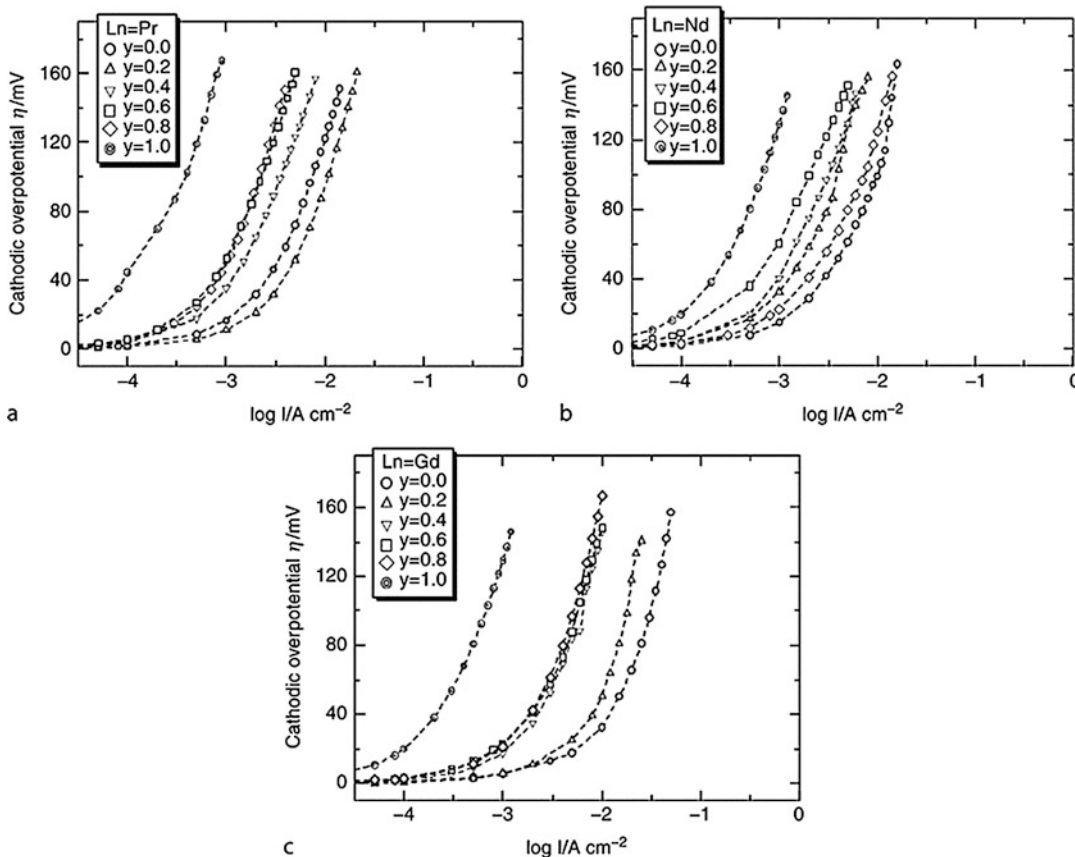 Ln=Pr
y=0.0
y=0.2
y=0.4
y=0.6
y=0.8
y=1.0
160
120
80
40
0
Cathodic overpotential η/mV
−4
−3
−2
−1
0
log I/A cm−2
a
Ln=Nd
y=0.0
y=0.2
y=0.4
y=0.6
y=0.8
y=1.0
160
120
80
40
0
Cathodic overpotential η/mV
−4
−3
−2
−1
0
log I/A cm−2
b
Ln=Gd
y=0.0
y=0.2
y=0.4
y=0.6
y=0.8
y=1.0
160
120
80
40
0
Cathodic overpotential η/mV
−4
−3
−2
−1
0
log I/A cm−2
c